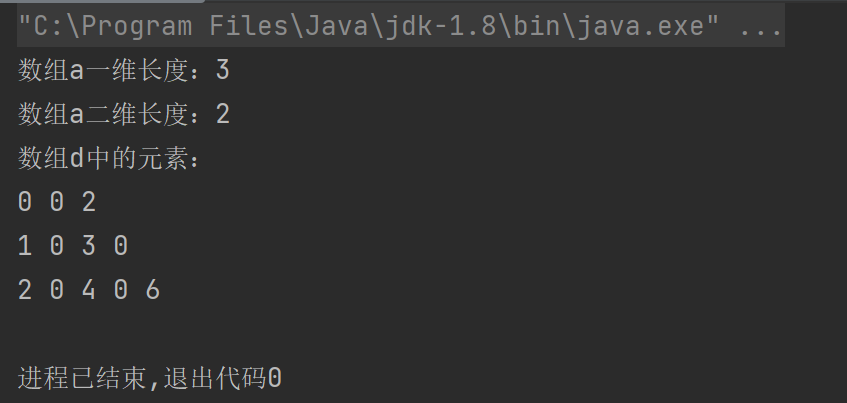 "C:\Program Files\Java\jdk-1.8\bin\java.exe" ...
数组a一维长度：3
数组a二维长度：2
数组d中的元素：
0 0 2
1 0 3 0
2 0 4 0 6
进程已结束,退出代码0